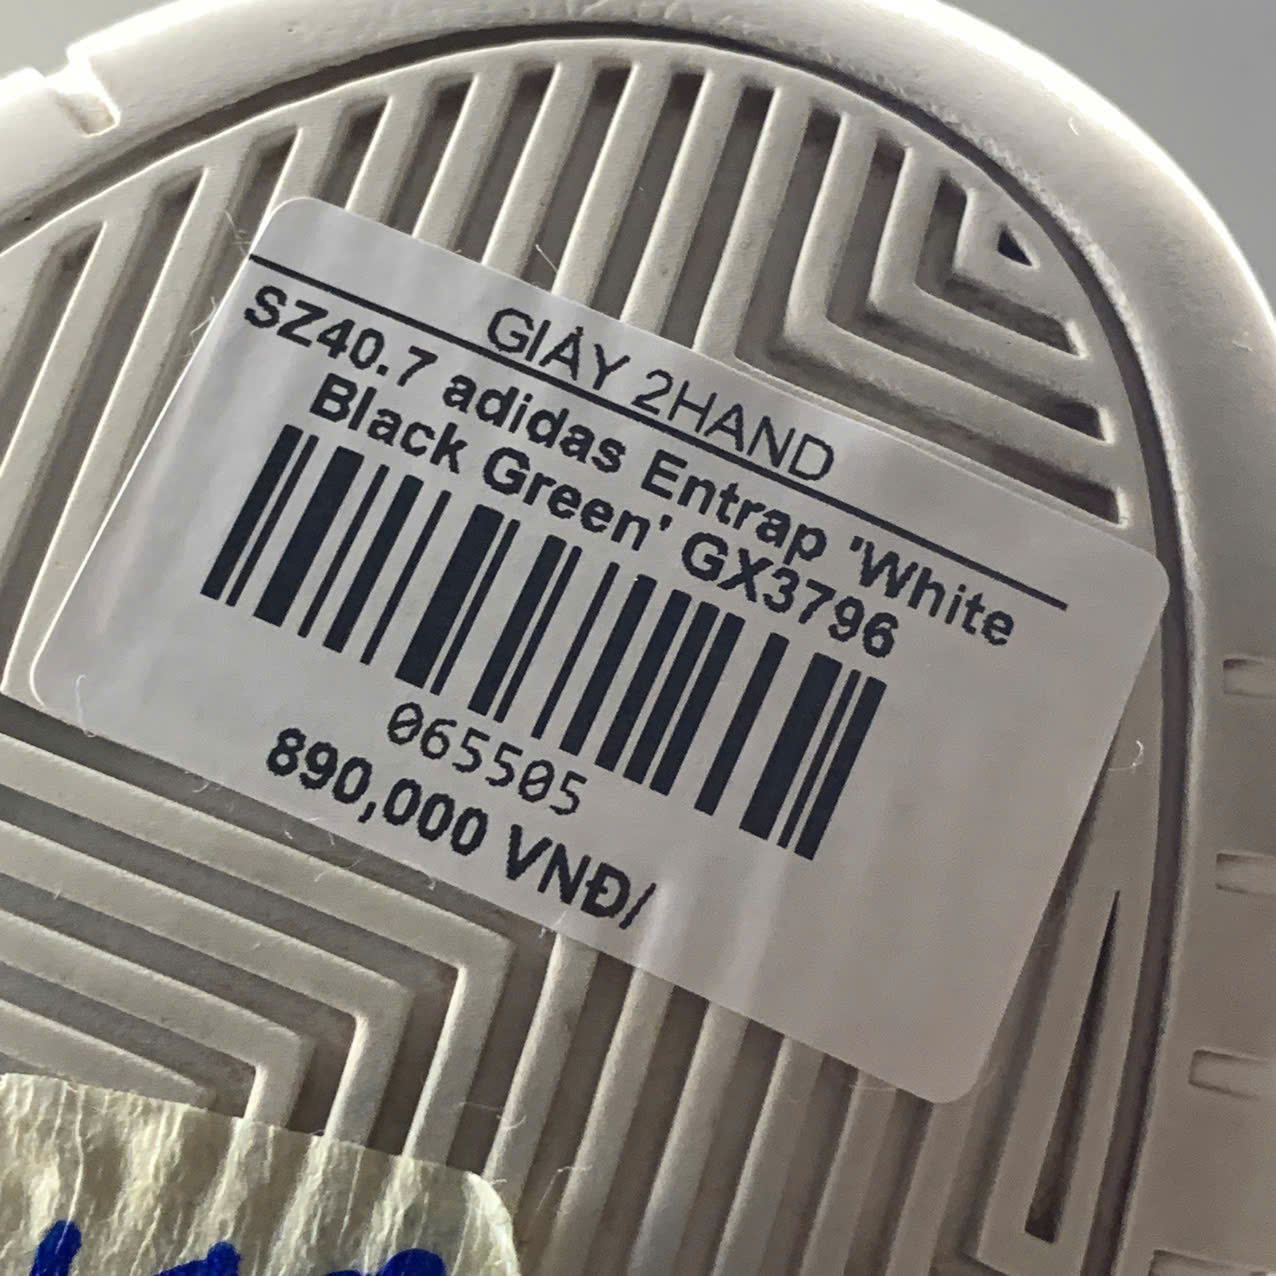 GIÀY 2HAND
SZ40.7 adidas Entrap 'White
Black Green' GX3796
065505
890,000 VNĐ/